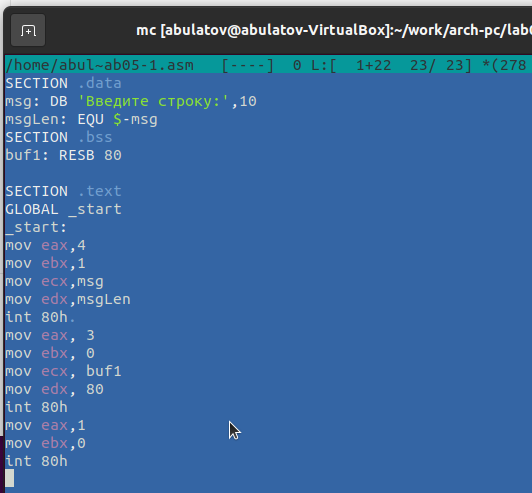 mc [abulatov@abulatov-VirtualBox]:~/work/arch-pc/lab0
/home/abul~ab05-1.asm   [----]  0 L:[  1+22  23/ 23] *(278
SECTION .data
msg: DB 'Введите строку:',10
msgLen: EQU $-msg
SECTION .bss
buf1: RESB 80
SECTION .text
GLOBAL _start
_start:
mov eax,4
mov ebx,1
mov ecx,msg
mov edx,msgLen
int 80h.
mov eax, 3
mov ebx, 0
mov ecx, buf1
mov edx, 80
int 80h
mov eax,1
mov ebx,0
int 80h